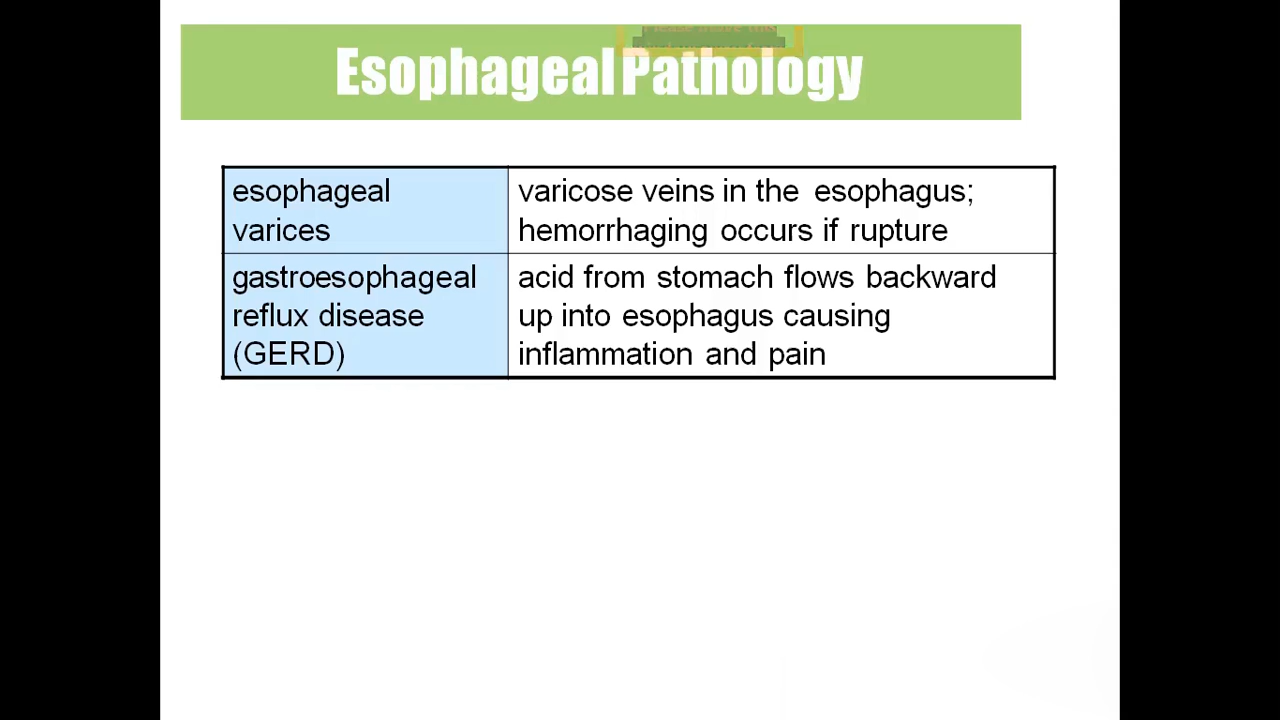 Esophageal Pathology
esophageal
varices
varicose veins in the esophagus;
hemorrhaging occurs if rupture
gastroesophageal
reflux disease
(GERD)
acid from stomach flows backward
up into esophagus causing
inflammation and pain